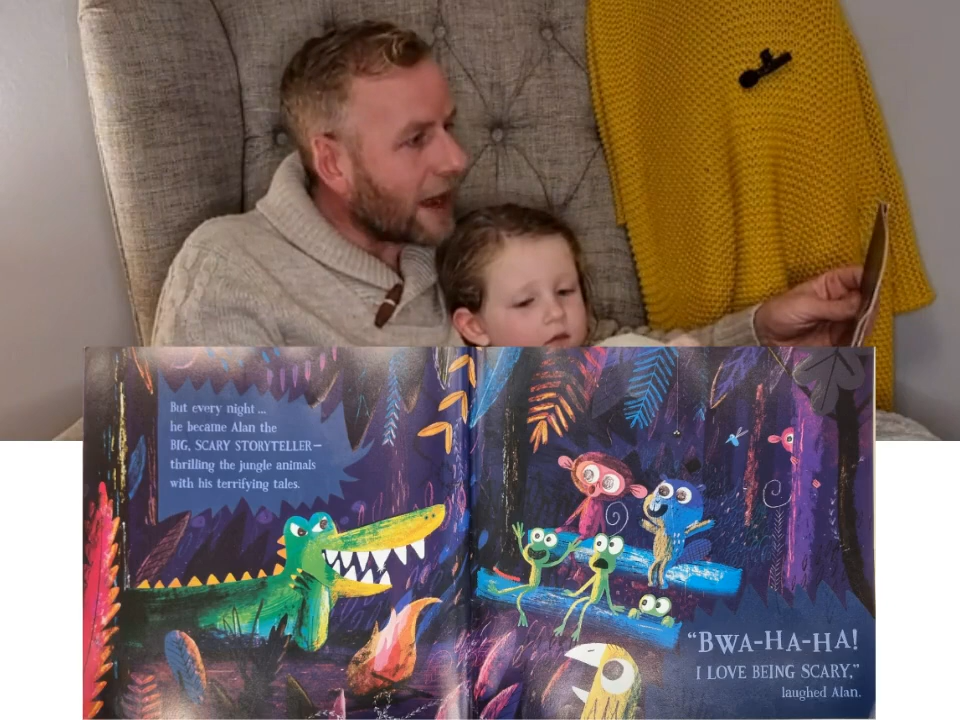 But every night ...
he became Alan the
BIG, SCARY STORYTELLER—
thrilling the jungle animals
with his terrifying tales.
“BWA-HA-HA!
I LOVE BEING SCARY,”
laughed Alan.